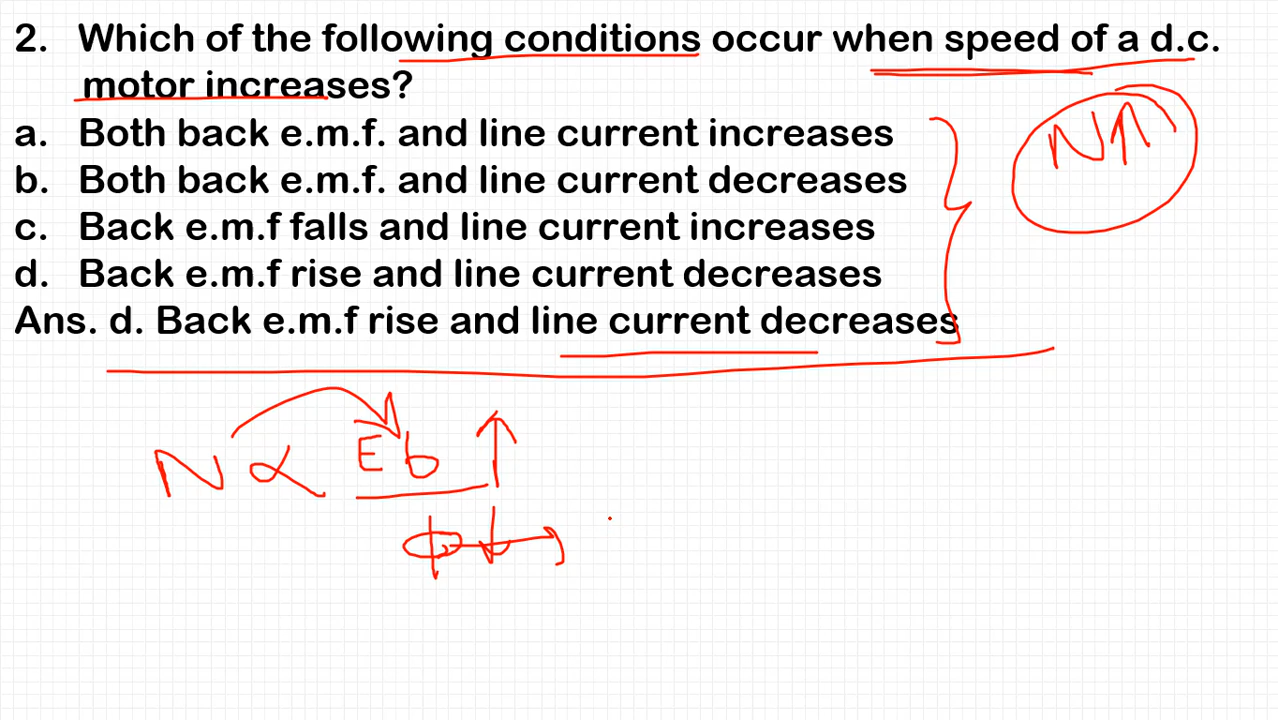 2. Which of the following conditions occur when speed of a d.c.
motor increases?
a. Both back e.m.f. and line current increases
b. Both back e.m.f. and line current decreases
c. Back e.m.f falls and line current increases
d. Back e.m.f rise and line current decreases
Ans. d. Back e.m.f rise and line current decreases
N↑
N ∝ Eb ↑
ϕ ↓ →